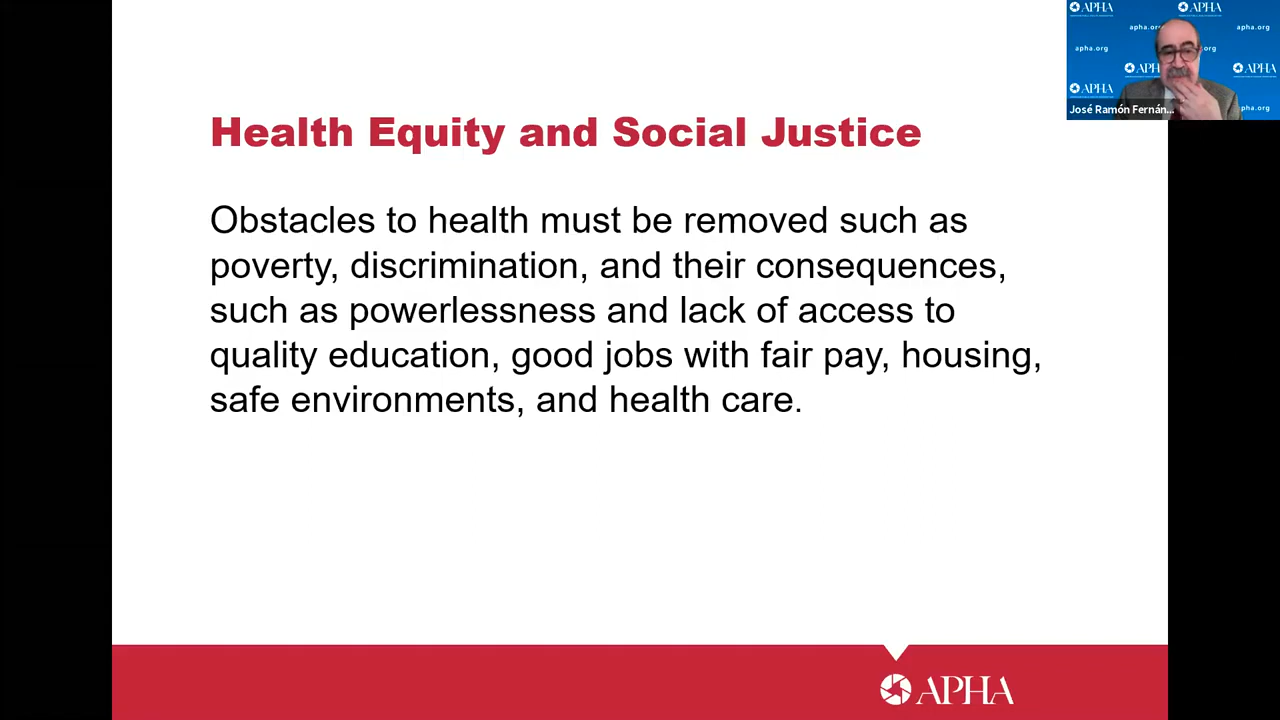 Health Equity and Social Justice
Obstacles to health must be removed such as
poverty, discrimination, and their consequences,
such as powerlessness and lack of access to
quality education, good jobs with fair pay, housing,
safe environments, and health care.
APHA
APHA
APHA
apha.org
apha.org
apha.org
APHA
APHA
APHA
apha.org
José Ramón Fernán...